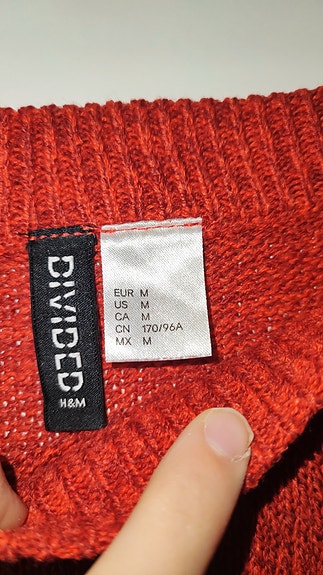 DIVIDED
H&M
EUR M
US M
CA M
CN 170/96A
MX M